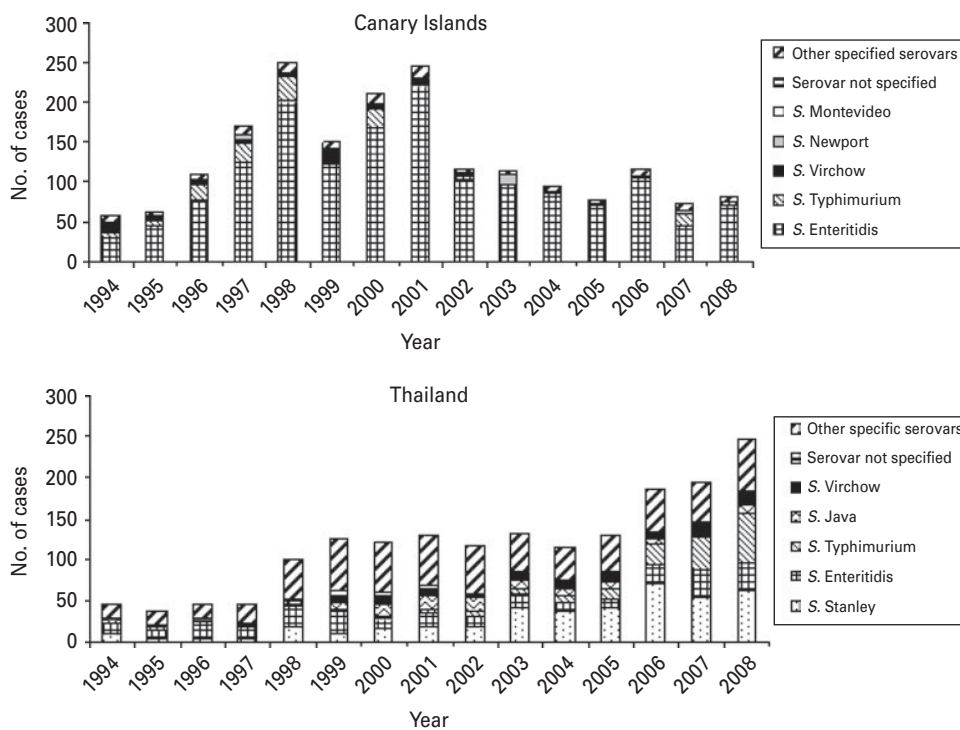 Canary Islands
300
250
200
150
100
50
0
No. of cases
1994 1995 1996 1997 1998 1999 2000 2001 2002 2003 2004 2005 2006 2007 2008
Year
Other specified serovars
Serovar not specified
S. Montevideo
S. Newport
S. Virchow
S. Typhimurium
S. Enteritidis
Thailand
300
250
200
150
100
50
0
No. of cases
1994 1995 1996 1997 1998 1999 2000 2001 2002 2003 2004 2005 2006 2007 2008
Year
Other specific serovars
Serovar not specified
S. Virchow
S. Java
S. Typhimurium
S. Enteritidis
S. Stanley